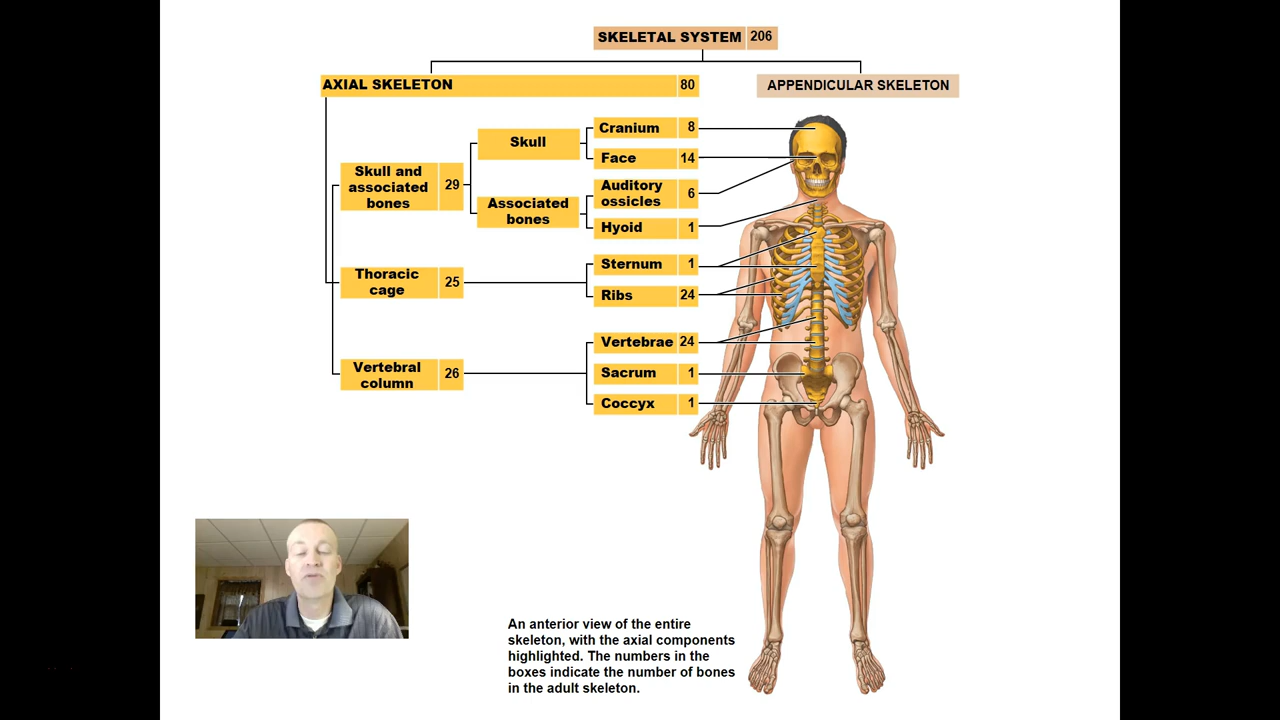 SKELETAL SYSTEM 206
AXIAL SKELETON 80
APPENDICULAR SKELETON
Cranium 8
Skull
Face 14
Skull and
associated
bones
29
Auditory
ossicles
6
Associated
bones
Hyoid 1
Sternum 1
Thoracic
cage
25
Ribs 24
Vertebrae 24
Vertebral
column
26
Sacrum 1
Coccyx 1
An anterior view of the entire
skeleton, with the axial components
highlighted. The numbers in the
boxes indicate the number of bones
in the adult skeleton.